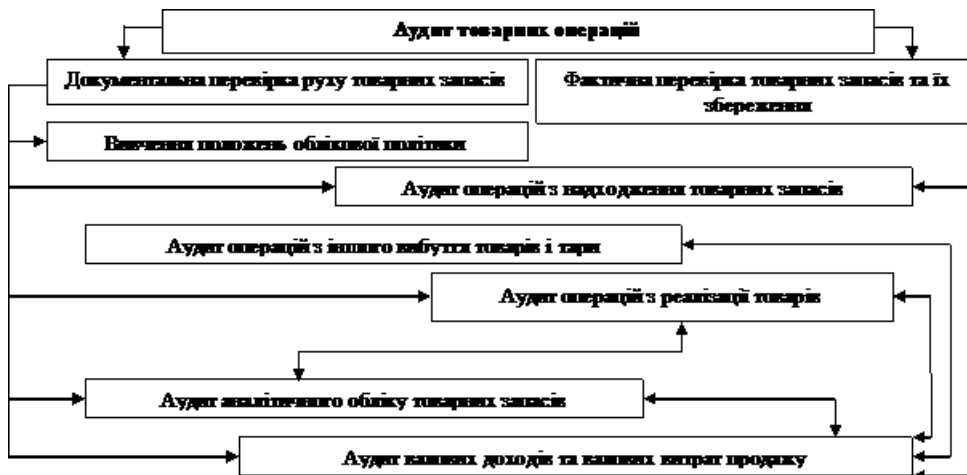 Аудит товарних операцій
Документальна перевірка руху товарних запасів
Фактична перевірка товарних запасів та їх
збереження
Вивчення положень облікової політики
Аудит операцій з надходження товарних запасів
Аудит операцій з іншого вибуття товарів і тари
Аудит операцій з реалізації товарів
Аудит аналітичного обліку товарних запасів
Аудит валових доходів та валових витрат продажу